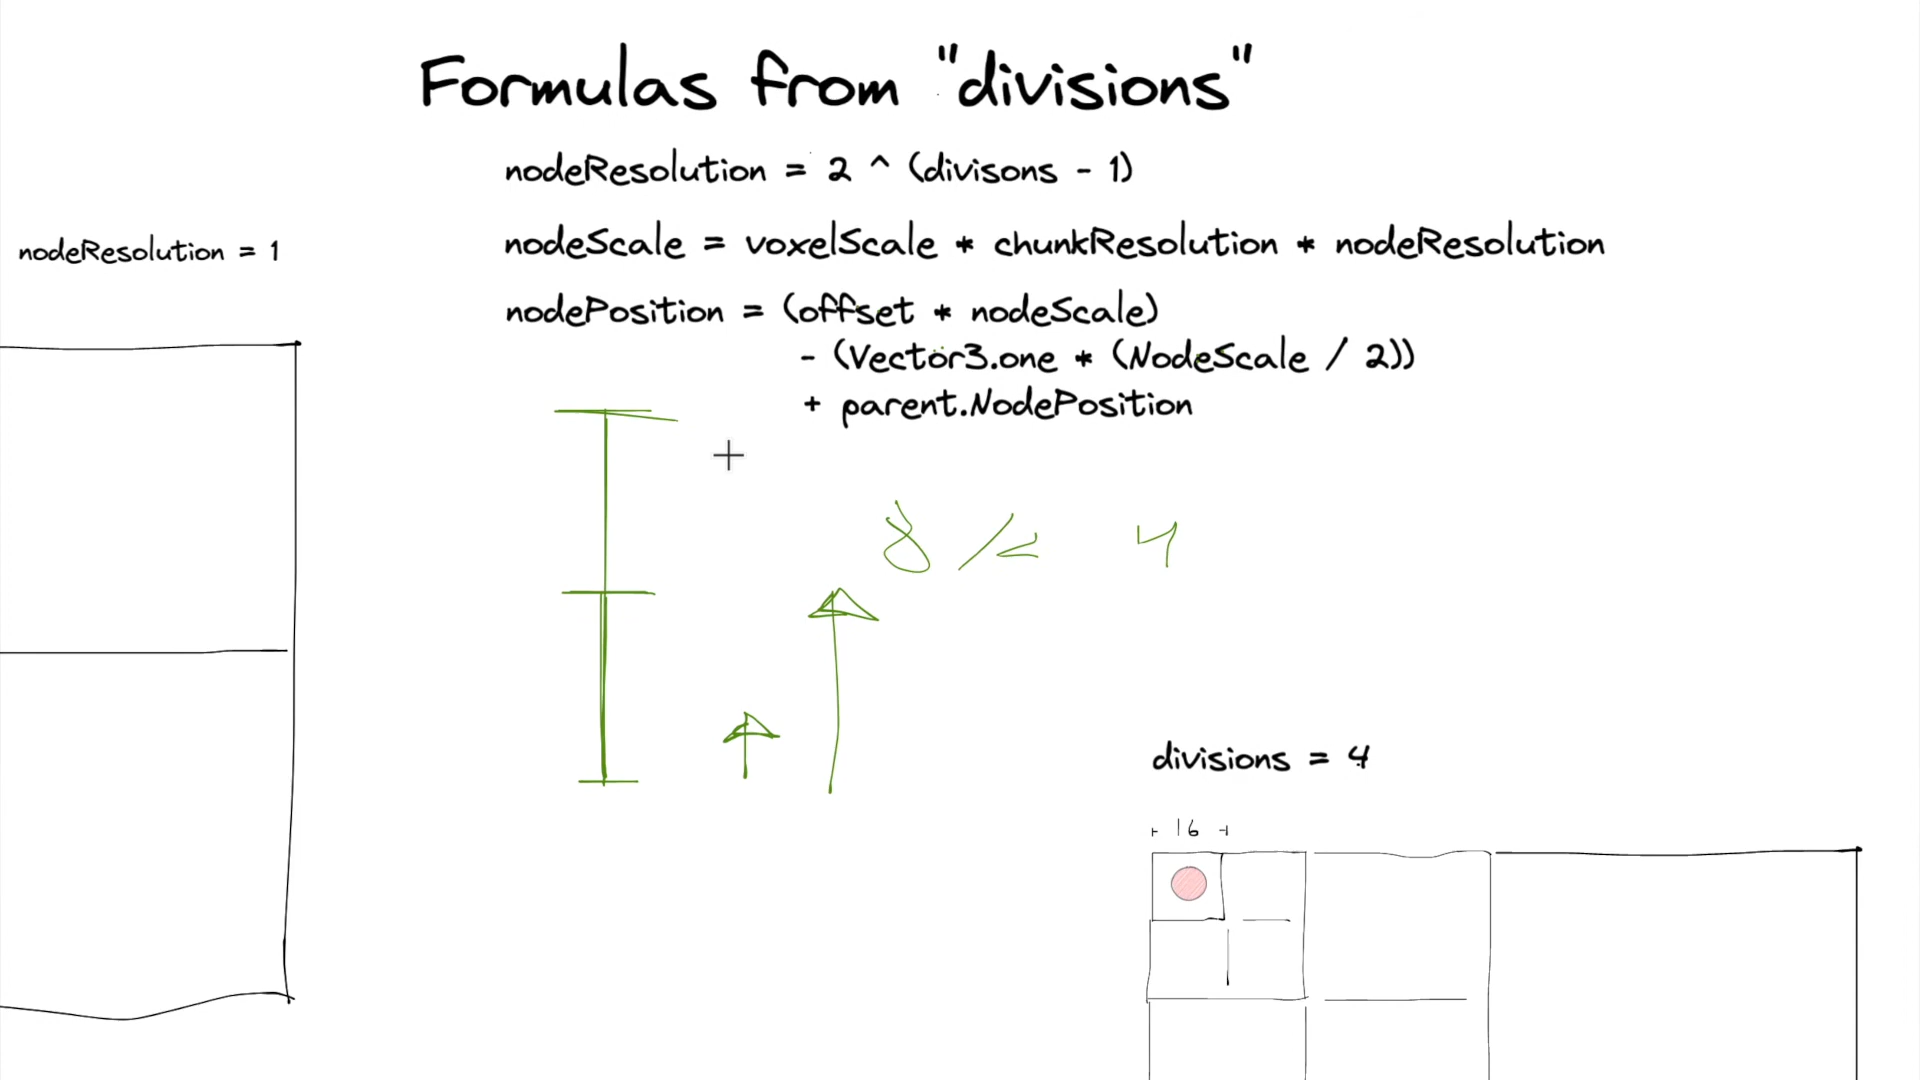 Formulas from "divisions"
nodeResolution = 2 ^ (divisons - 1)
nodeResolution = 1
nodeScale = voxelScale * chunkResolution * nodeResolution
nodePosition = (offset * nodeScale)
- (Vector3.one * (NodeScale / 2))
+ parent.NodePosition
8 / 4
divisions = 4
16